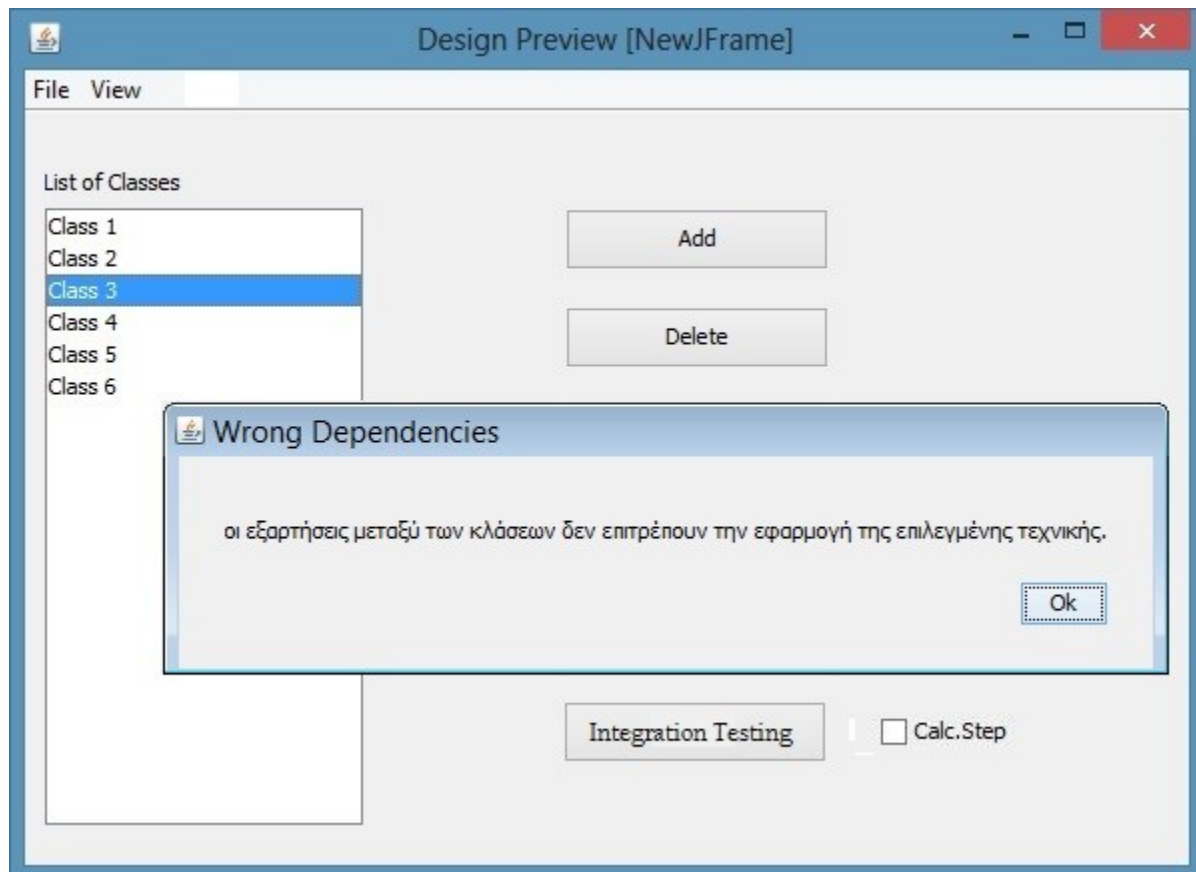 Design Preview [NewJFrame]
File View
List of Classes
Class 1
Class 2
Class 3
Class 4
Class 5
Class 6
Add
Delete
Wrong Dependencies
οι εξαρτήσεις μεταξύ των κλάσεων δεν επιτρέπουν την εφαρμογή της επιλεγμένης τεχνικής.
Ok
Integration Testing
Calc.Step